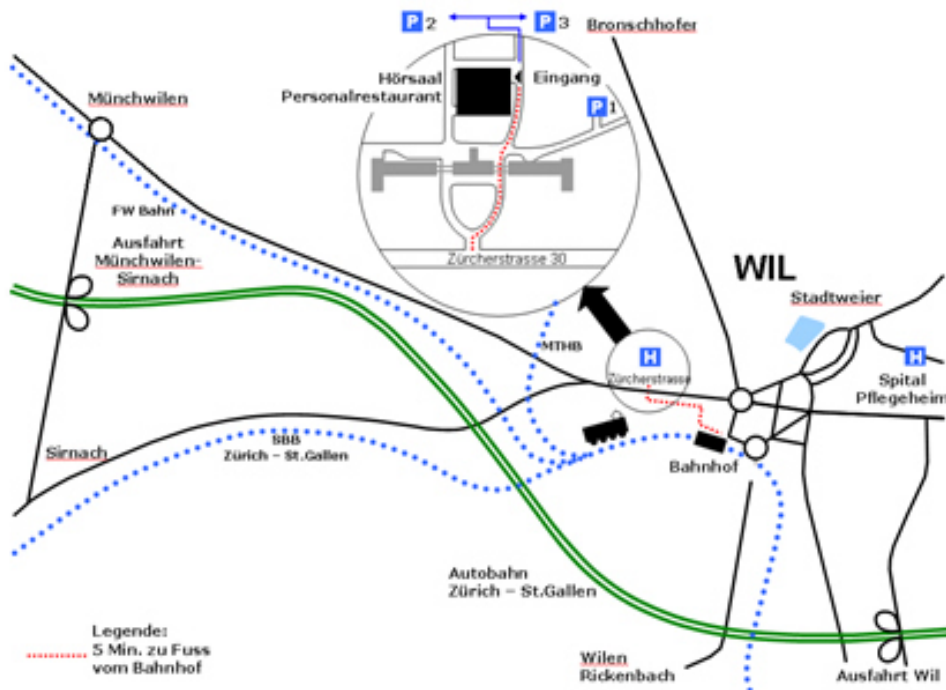 P 2
P 3
Bronschhofer
Hörsaal
Personalrestaurant
Eingang
P 1
Münchwilen
FW Bahn
Ausfahrt
Münchwilen-
Sirnach
Zürcherstrasse 30
WIL
Stadtweier
MTHB
H
Zürcherstrasse
H
Spital
Pflegeheim
Sirnach
SBB
Zürich – St.Gallen
Bahnhof
Autobahn
Zürich – St.Gallen
Legende:
5 Min. zu Fuss
vom Bahnhof
Wilen
Rickenbach
Ausfahrt Wil